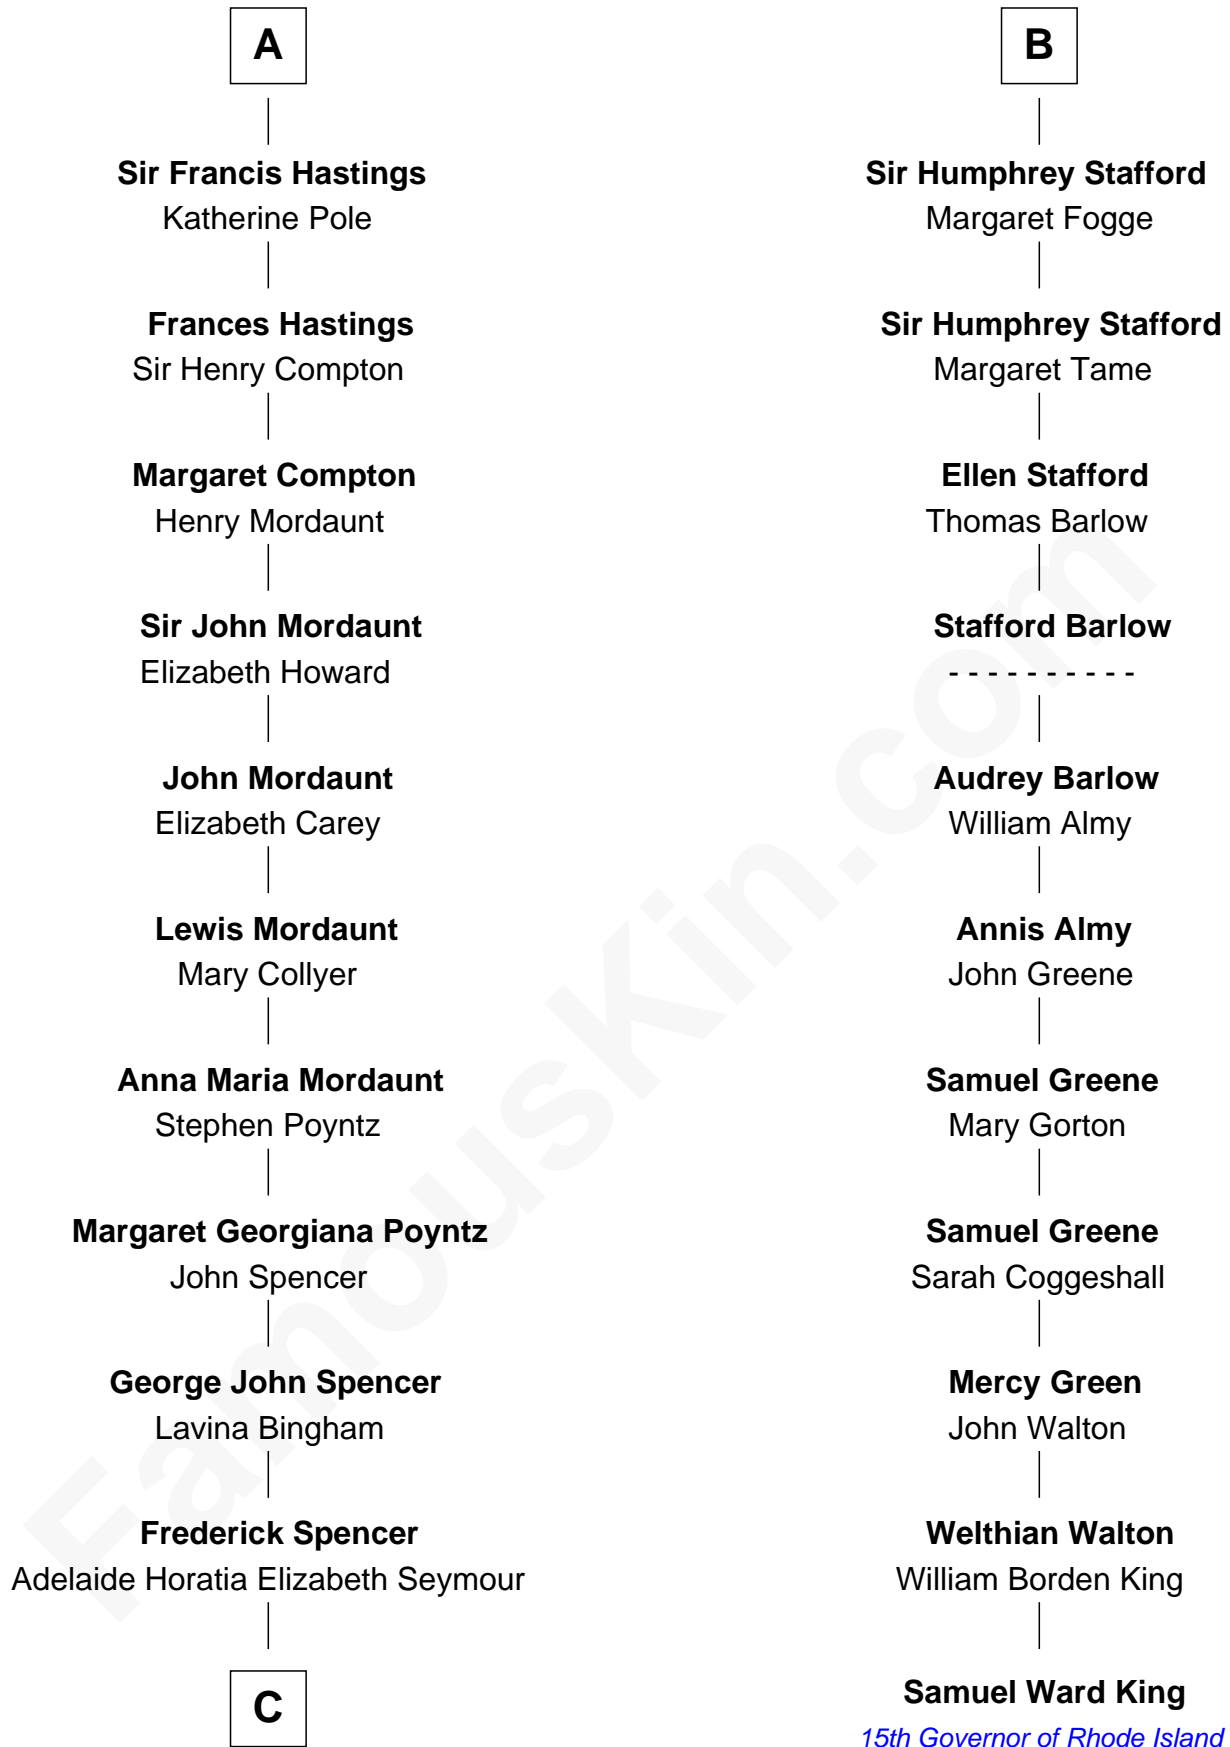 A
Sir Francis Hastings
Katherine Pole
Frances Hastings
Sir Henry Compton
Margaret Compton
Henry Mordaunt
Sir John Mordaunt
Elizabeth Howard
John Mordaunt
Elizabeth Carey
Lewis Mordaunt
Mary Collyer
Anna Maria Mordaunt
Stephen Poyntz
Margaret Georgiana Poyntz
John Spencer
George John Spencer
Lavina Bingham
Frederick Spencer
Adelaide Horatia Elizabeth Seymour
C
B
Sir Humphrey Stafford
Margaret Fogge
Sir Humphrey Stafford
Margaret Tame
Ellen Stafford
Thomas Barlow
Stafford Barlow
- - - - - - - - - -
Audrey Barlow
William Almy
Annis Almy
John Greene
Samuel Greene
Mary Gorton
Samuel Greene
Sarah Coggeshall
Mercy Green
John Walton
Welthian Walton
William Borden King
Samuel Ward King
15th Governor of Rhode Island
FamousKin.com